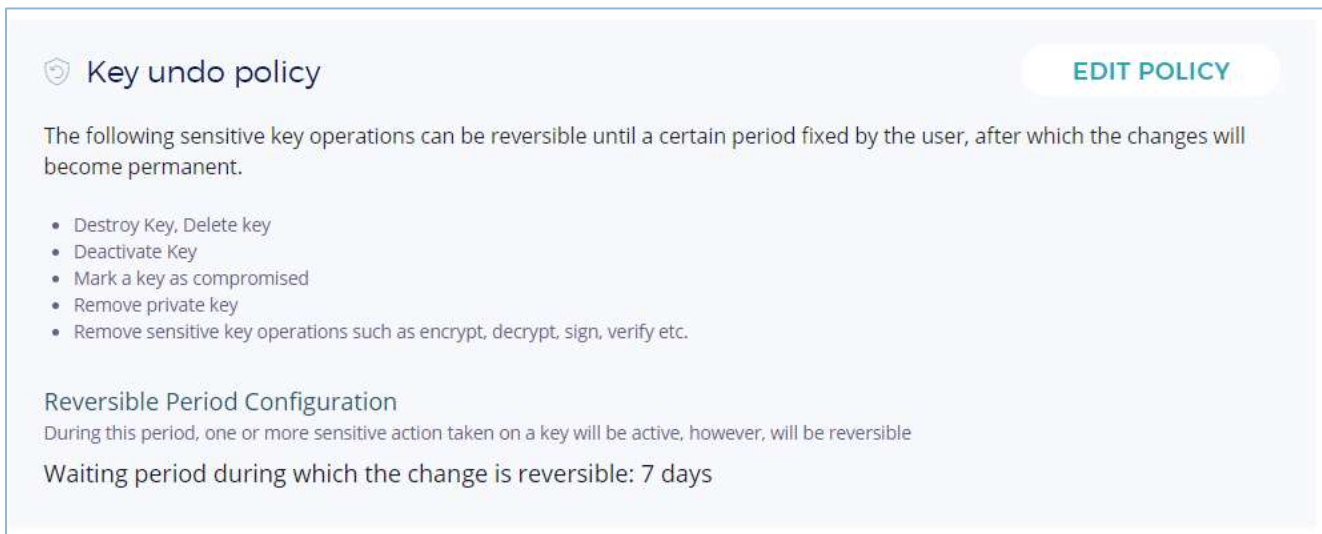 Key undo policy
EDIT POLICY
The following sensitive key operations can be reversible until a certain period fixed by the user, after which the changes will
become permanent.
• Destroy Key, Delete key
• Deactivate Key
• Mark a key as compromised
• Remove private key
• Remove sensitive key operations such as encrypt, decrypt, sign, verify etc.
Reversible Period Configuration
During this period, one or more sensitive action taken on a key will be active, however, will be reversible
Waiting period during which the change is reversible: 7 days